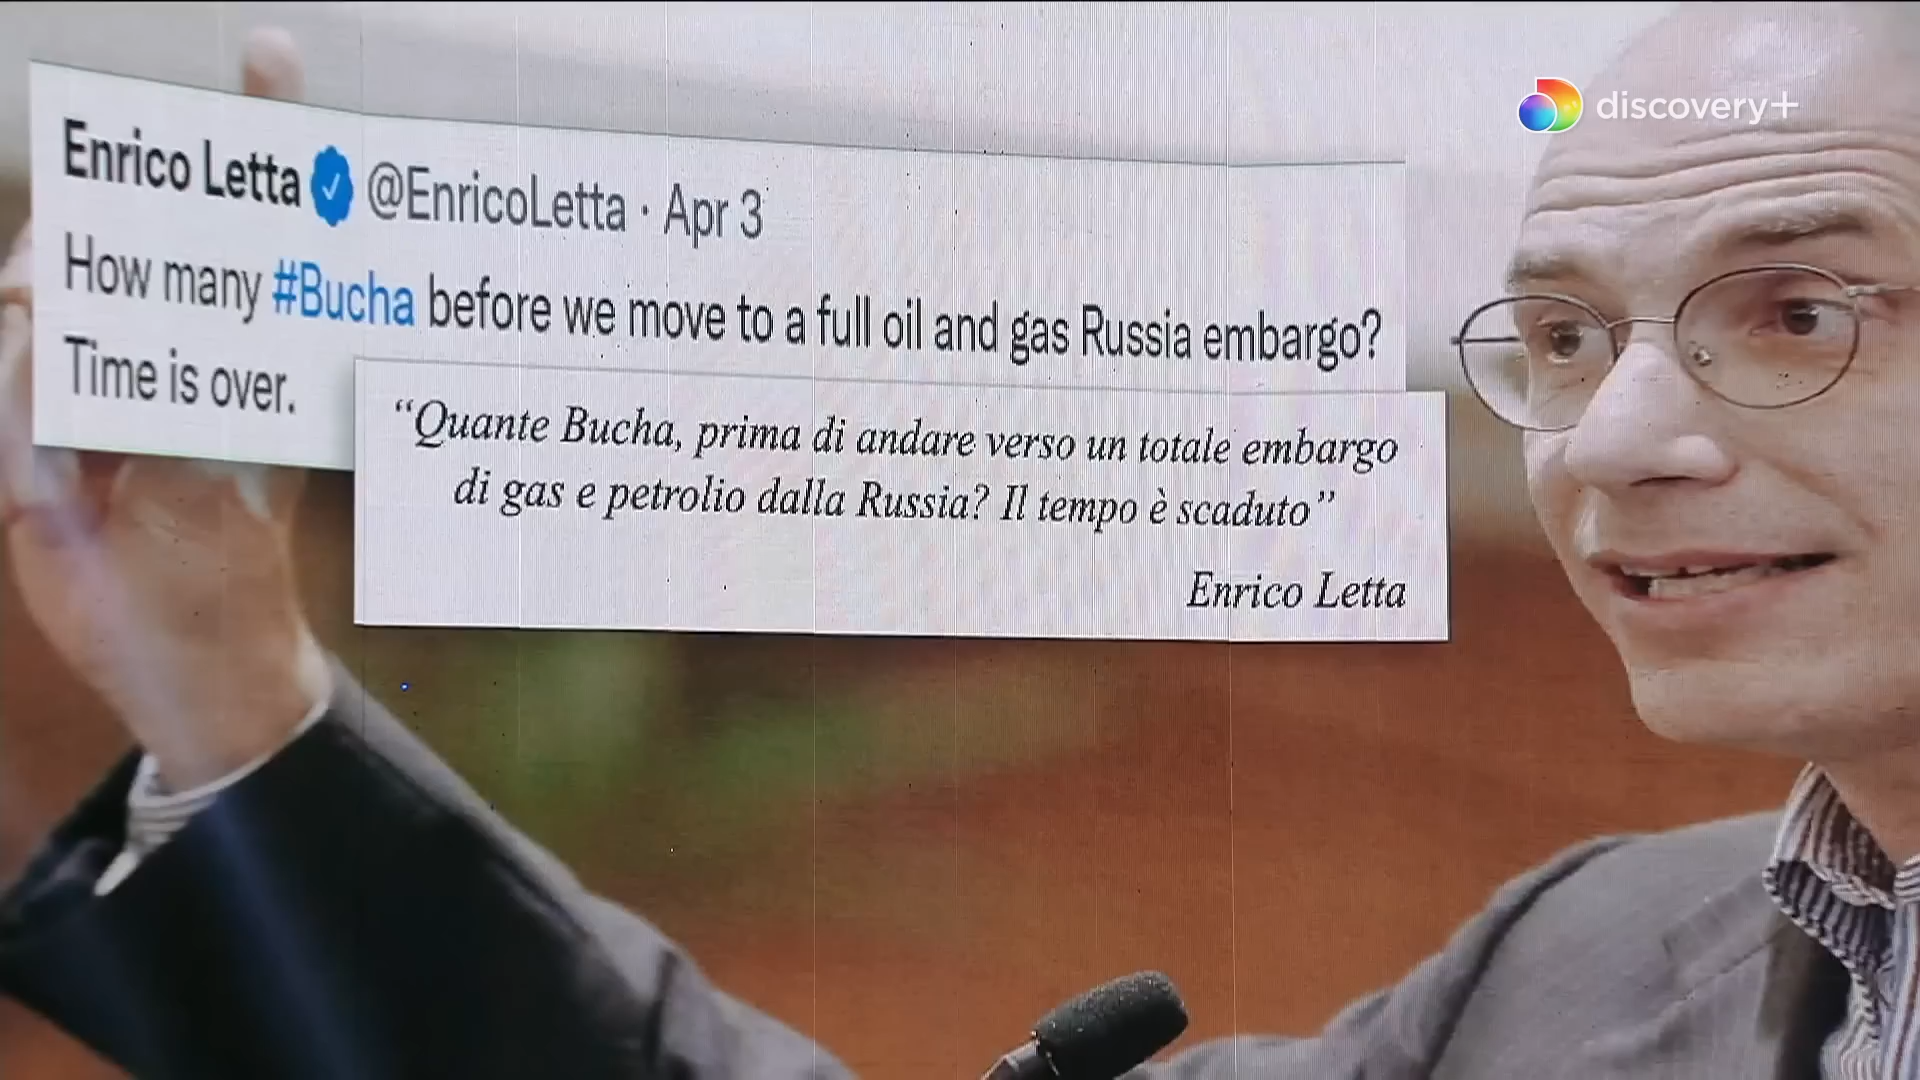 discovery+
Enrico Letta @EnricoLetta · Apr 3
How many #Bucha before we move to a full oil and gas Russia embargo?
Time is over.
“Quante Bucha, prima di andare verso un totale embargo
di gas e petrolio dalla Russia? Il tempo è scaduto”
Enrico Letta